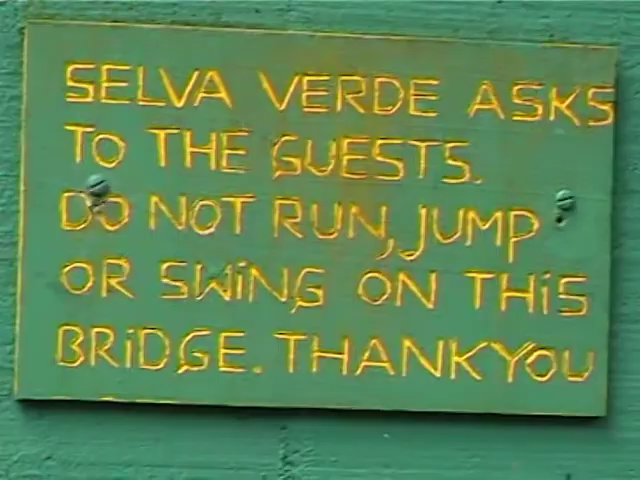 SELVA VERDE ASKS
TO THE GUESTS.
DO NOT RUN, JUMP
OR SWiNG ON THiS
BRiDGE. THANKYOU